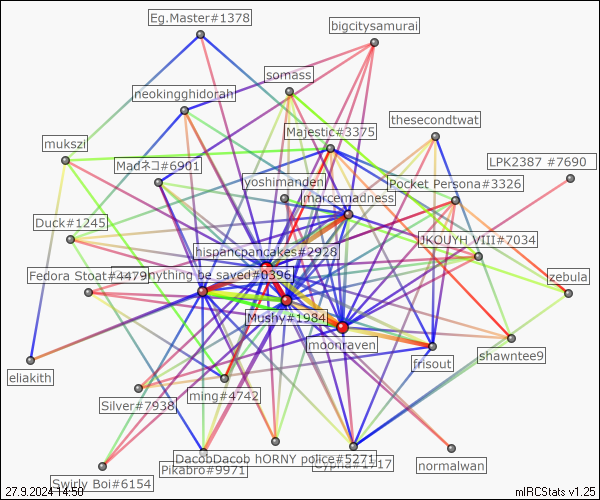 Eg.Master#1378
bigcitysamurai
somass
neokingghidorah
thesecondtwat
Majestic#3375
mukszi
LPK2387 #7690
Madネコ#6901
yoshimanden
Pocket Persona#3326
marcemadness
Duck#1245
JKOUYH VIII#7034
hispancpancakes#2928
Fedora Stoat#4479
nything be saved#0396
zebula
Mushy#1984
moonraven
shawntee9
frisout
eliakith
ming#4742
Silver#7938
DacobDacob hORNY police#5271
normalwan
Pikabro#9971
Swirly Boi#6154
27.9.2024 14:50
mIRCStats v1.25